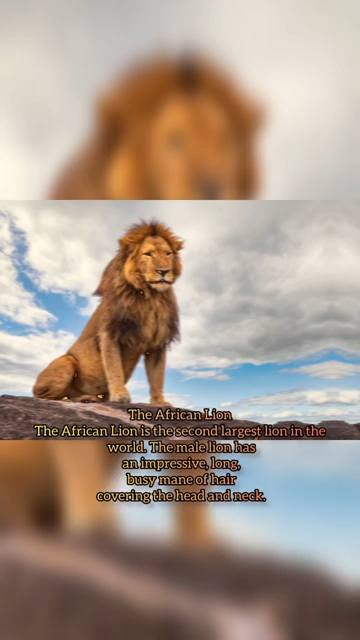 The African Lion
The African Lion is the second largest lion in the
world. The male lion has
an impressive, long,
busy mane of hair
covering the head and neck.